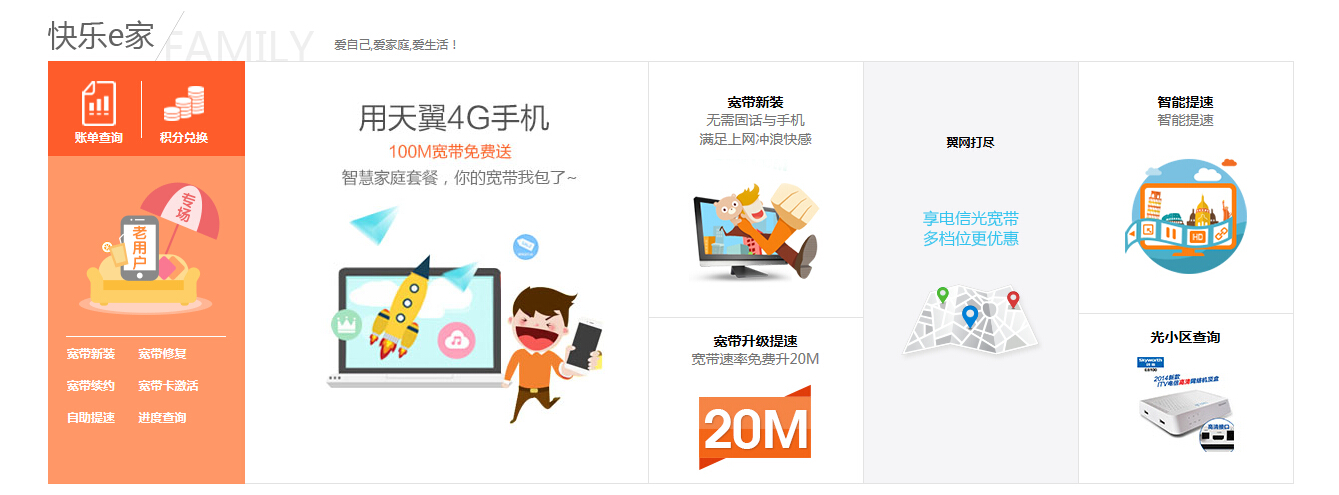 快乐e家
FAMILY
爱自己,爱家庭,爱生活！
账单查询
积分兑换
专场
老用户
宽带新装
宽带修复
宽带续约
宽带卡激活
自助提速
进度查询
用天翼4G手机
100M宽带免费送
智慧家庭套餐，你的宽带我包了~
宽带新装
无需固话与手机
满足上网冲浪快感
宽带升级提速
宽带速率免费升20M
20M
翼网打尽
享电信光宽带
多档位更优惠
智能提速
智能提速
HD
光小区查询
Skyworth
2014新款
ITV电信高清网络机顶盒
高清接口